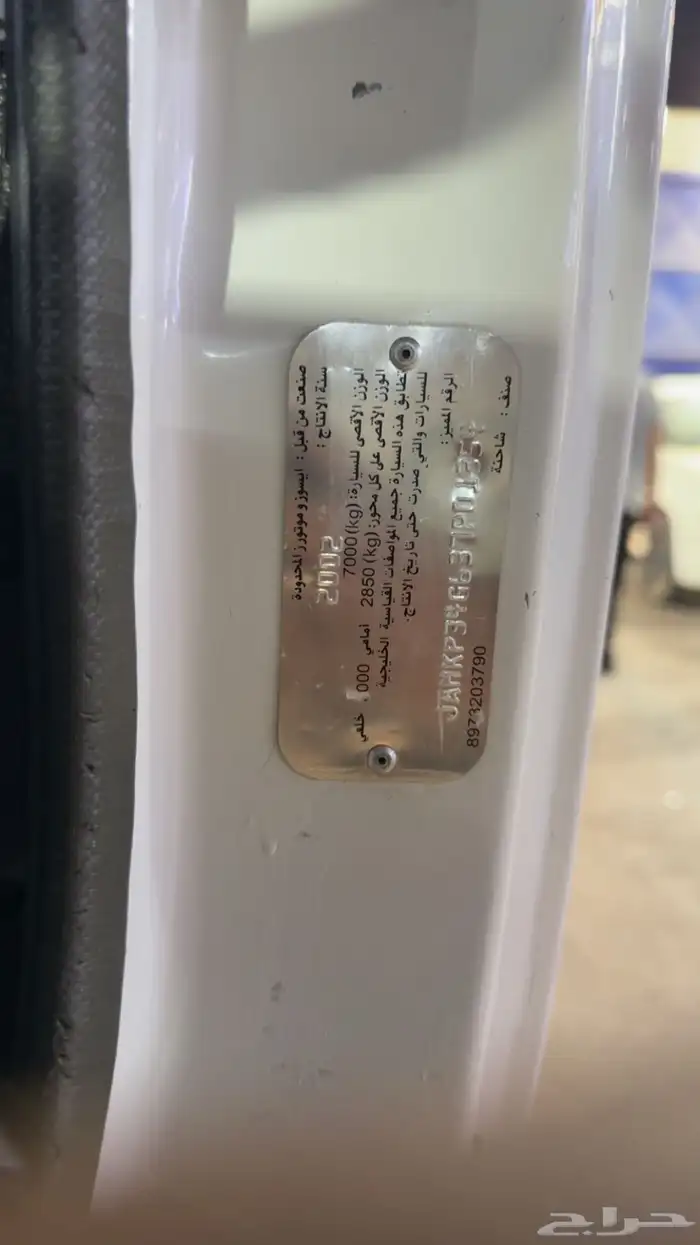 صنعت من قبل : ايسوزو موتورز المحدودة
سنة الانتاج : 2002
الوزن الأقصى للسيارة: (kg) 7000
الوزن الأقصى على كل محور: (kg) 2850 امامي 000 خلفي
تطابق هذه السيارة جميع المواصفات القياسية الخليجية
للسيارات والتي صدرت حتى تاريخ الانتاج.
الرقم المميز :
صنف : شاحنة
8973203790
حراج